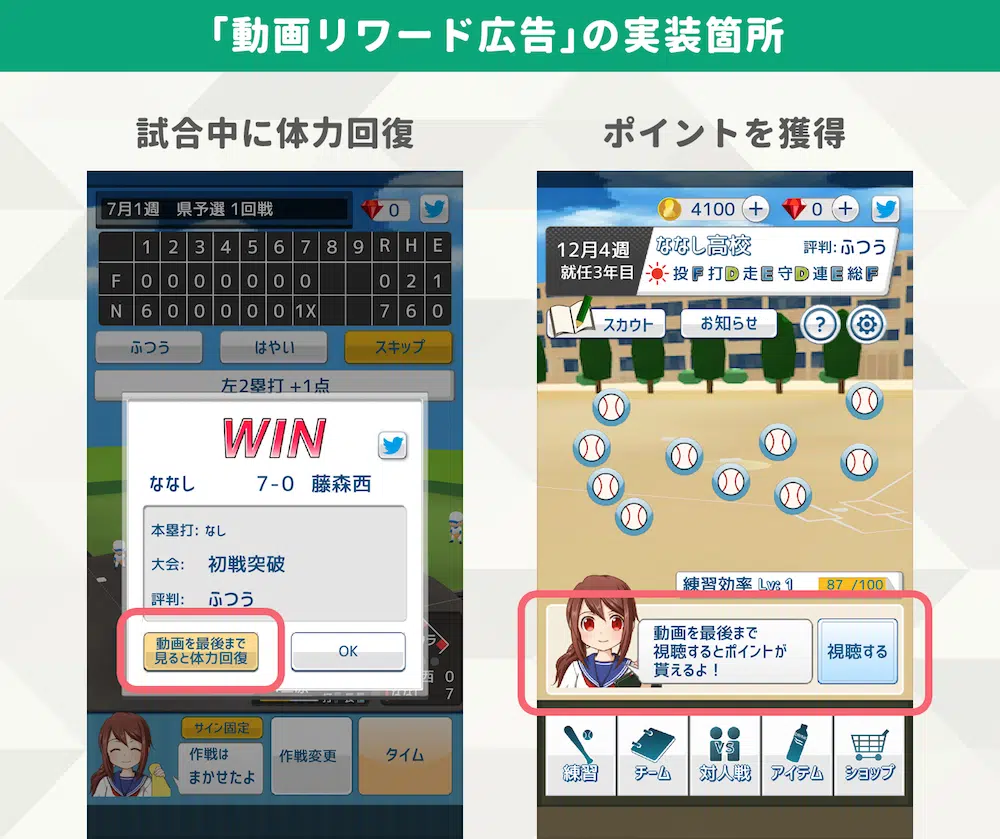 「動画リワード広告」の実装箇所
試合中に体力回復
7月1週 県予選 1回戦
0
1 2 3 4 5 6 7 8 9 R H E
F 0 0 0 0 0 0 0 0 2 1
N 6 0 0 0 0 0 1X 7 6 0
ふつう
はやい
スキップ
左2塁打 +1点
WIN
ななし 7-0 藤森西
本塁打: なし
大会: 初戦突破
評判: ふつう
動画を最後まで
見ると体力回復
OK
ラ
西 0
7
サイン固定
作戦は
まかせたよ
作戦変更
タイム
ポイントを獲得
4100 + 0 +
12月4週
就任3年目
ななし高校
評判: ふつう
投F打D走E守D連E総F
スカウト
お知らせ
?
練習効率 Lv: 1 87 /100
動画を最後まで
視聴するとポイントが
貰えるよ！
視聴する
練習
チーム
VS
対人戦
アイテム
ショップ